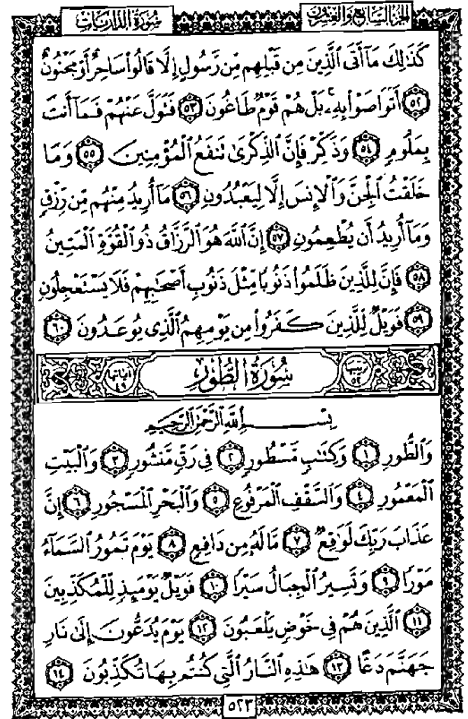 الجزء السابع والعشرون
سورة الذاريات
كَذَٰلِكَ مَآ أَتَى ٱلَّذِينَ مِن قَبْلِهِم مِّن رَّسُولٍ إِلَّا قَالُوا۟ سَاحِرٌ أَوْ مَجْنُونٌ
٥٢ أَتَوَاصَوْا۟ بِهِۦ ۚ بَلْ هُمْ قَوْمٌ طَاغُونَ ٥٣ فَتَوَلَّ عَنْهُمْ فَمَآ أَنتَ
بِمَلُومٍ ٥٤ وَذَكِّرْ فَإِنَّ ٱلذِّكْرَىٰ تَنفَعُ ٱلْمُؤْمِنِينَ ٥٥ وَمَا
خَلَقْتُ ٱلْجِنَّ وَٱلْإِنسَ إِلَّا لِيَعْبُدُونِ ٥٦ مَآ أُرِيدُ مِنْهُم مِّن رِّزْقٍ
وَمَآ أُرِيدُ أَن يُطْعِمُونِ ٥٧ إِنَّ ٱللَّهَ هُوَ ٱلرَّزَّاقُ ذُو ٱلْقُوَّةِ ٱلْمَتِينُ
٥٨ فَإِنَّ لِلَّذِينَ ظَلَمُوا۟ ذَنُوبًا مِّثْلَ ذَنُوبِ أَصْحَٰبِهِمْ فَلَا يَسْتَعْجِلُونِ
٥٩ فَوَيْلٌ لِّلَّذِينَ كَفَرُوا۟ مِن يَوْمِهِمُ ٱلَّذِى يُوعَدُونَ ٦٠
سُورَةُ الطُّورِ
ترتيبها ٥٢
آياتها ٤٩
بِسْمِ ٱللَّهِ ٱلرَّحْمَٰنِ ٱلرَّحِيمِ
وَٱلطُّورِ ١ وَكِتَٰبٍ مَّسْطُورٍ ٢ فِى رَقٍّ مَّنشُورٍ ٣ وَٱلْبَيْتِ
ٱلْمَعْمُورِ ٤ وَٱلسَّقْفِ ٱلْمَرْفُوعِ ٥ وَٱلْبَحْرِ ٱلْمَسْجُورِ ٦ إِنَّ
عَذَابَ رَبِّكَ لَوَٰقِعٌ ٧ مَّا لَهُۥ مِن دَافِعٍ ٨ يَوْمَ تَمُورُ ٱلسَّمَآءُ
مَوْرًا ٩ وَتَسِيرُ ٱلْجِبَالُ سَيْرًا ١٠ فَوَيْلٌ يَوْمَئِذٍ لِّلْمُكَذِّبِينَ
١١ ٱلَّذِينَ هُمْ فِى خَوْضٍ يَلْعَبُونَ ١٢ يَوْمَ يُدَعُّونَ إِلَىٰ نَارِ
جَهَنَّمَ دَعًّا ١٣ هَٰذِهِ ٱلنَّارُ ٱلَّتِى كُنتُم بِهَا تُكَذِّبُونَ ١٤
٥٢٣